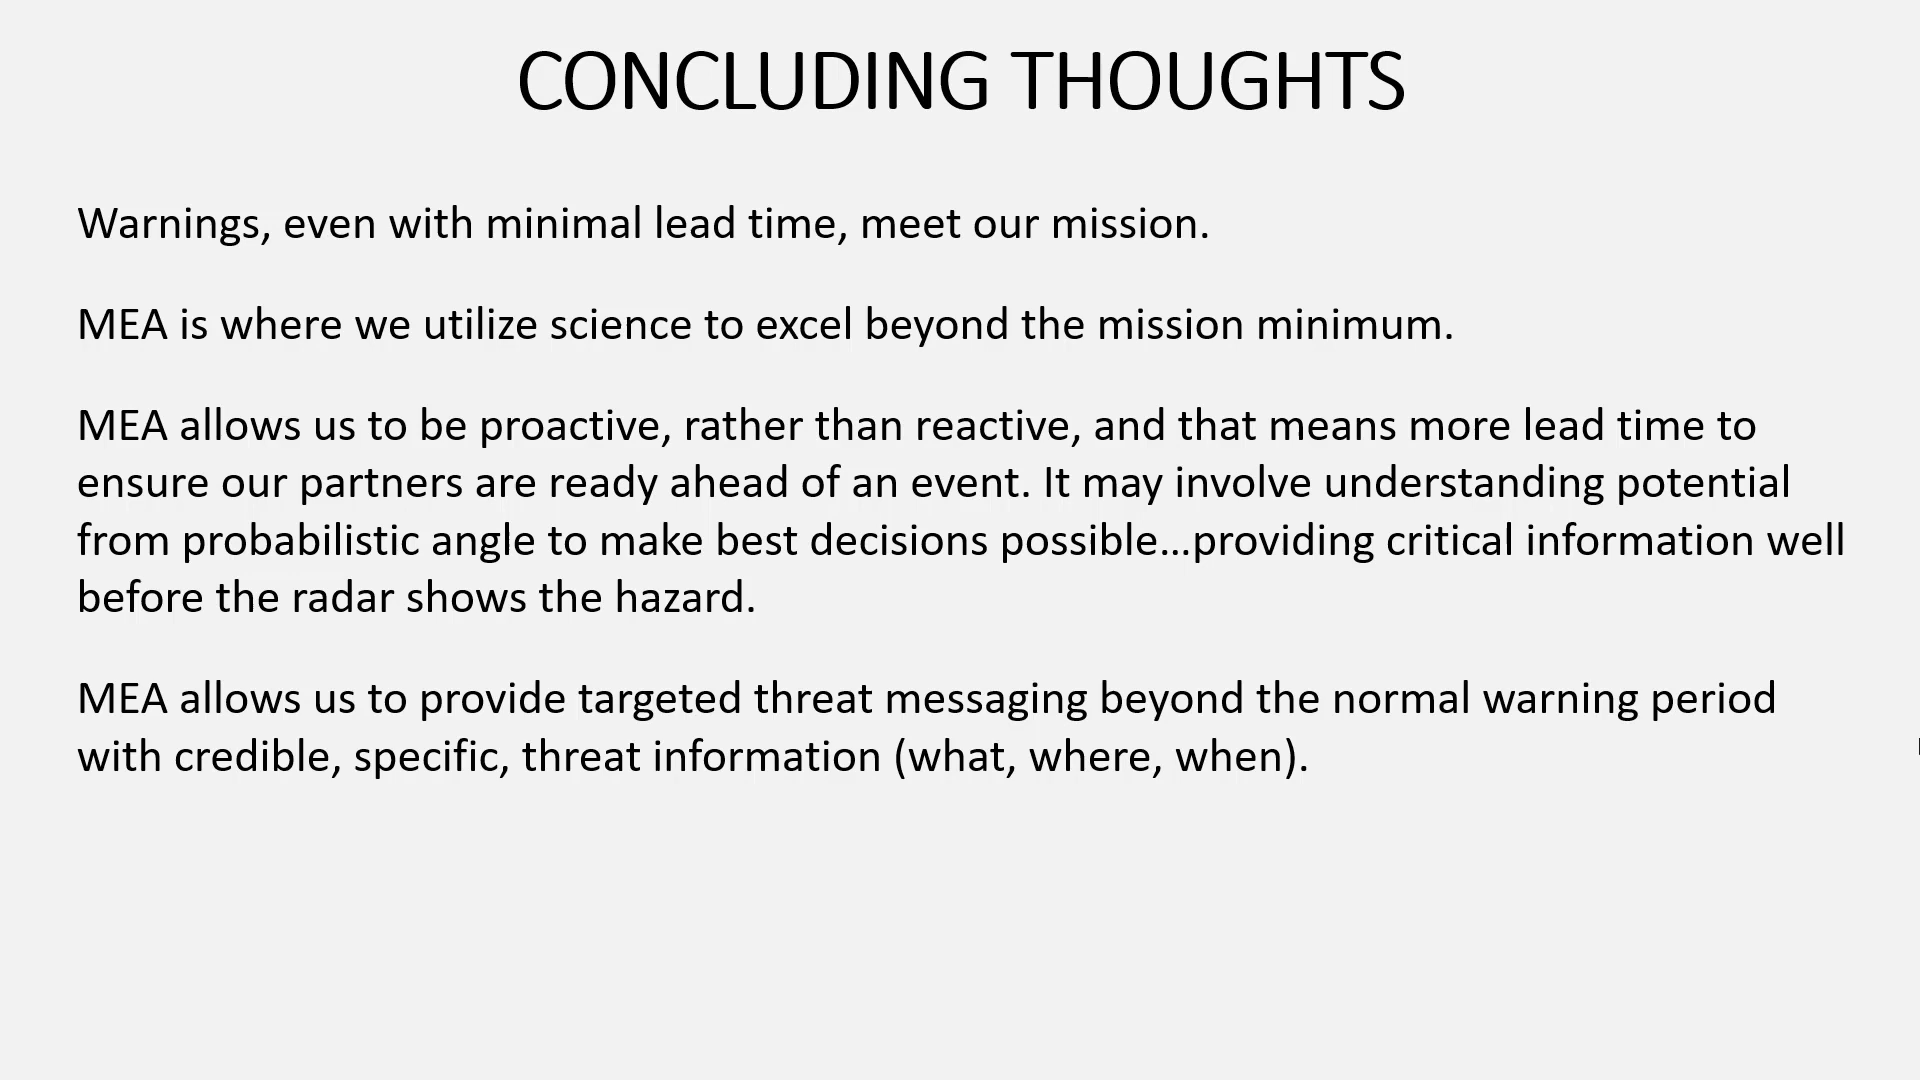 CONCLUDING THOUGHTS
Warnings, even with minimal lead time, meet our mission.
MEA is where we utilize science to excel beyond the mission minimum.
MEA allows us to be proactive, rather than reactive, and that means more lead time to
ensure our partners are ready ahead of an event. It may involve understanding potential
from probabilistic angle to make best decisions possible...providing critical information well
before the radar shows the hazard.
MEA allows us to provide targeted threat messaging beyond the normal warning period
with credible, specific, threat information (what, where, when).